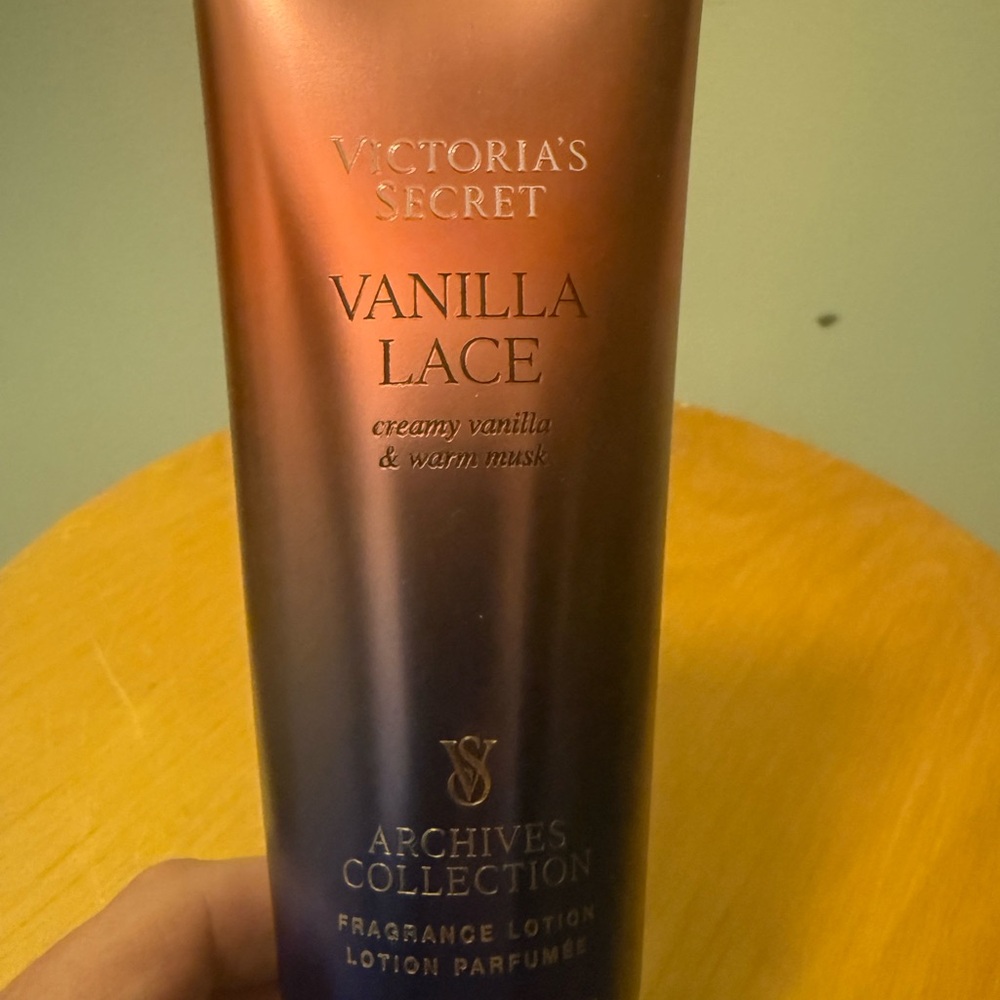 VICTORIA'S
SECRET
VANILLA
LACE
creamy vanilla
& warm musk
VS
ARCHIVES
COLLECTION
FRAGRANCE LOTION
LOTION PARFUMÉE